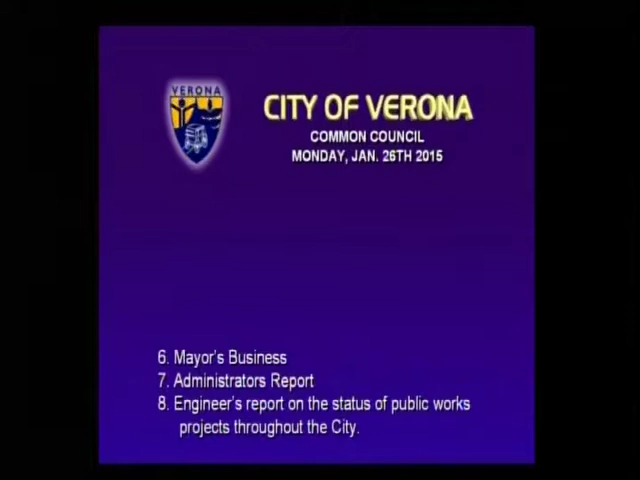 VERONA
CITY OF VERONA
COMMON COUNCIL
MONDAY, JAN. 26TH 2015
6. Mayor's Business
7. Administrators Report
8. Engineer's report on the status of public works
projects throughout the City.